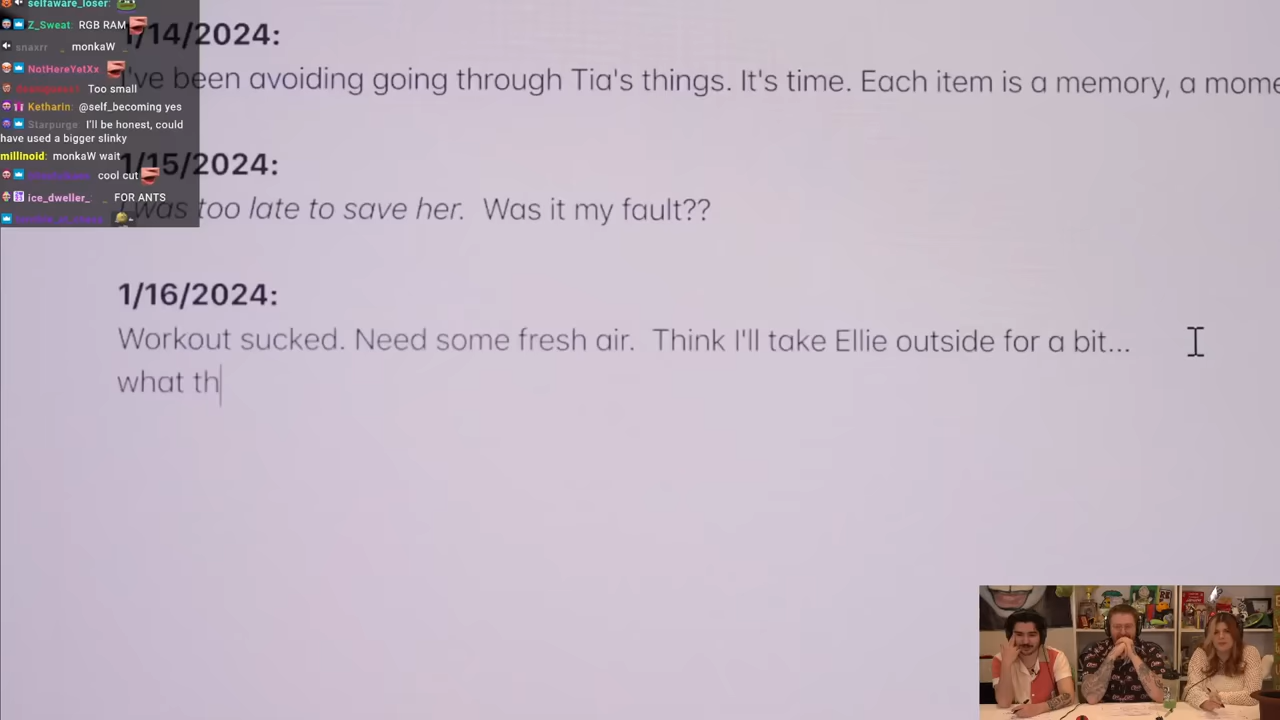 selfaware_loser:
Z_Sweat: RGB RAM
snaxrr _ monkaW _
NotHereYetXx
Too small
Ketharin: @self_becoming yes
Starpurge: I'll be honest, could
have used a bigger slinky
millinoid: monkaW wait
cool cut
ice_dweller_: _ FOR ANTS
1/14/2024:
I've been avoiding going through Tia's things. It's time. Each item is a memory, a mome
1/15/2024:
I was too late to save her. Was it my fault??
1/16/2024:
Workout sucked. Need some fresh air. Think I'll take Ellie outside for a bit...
what th